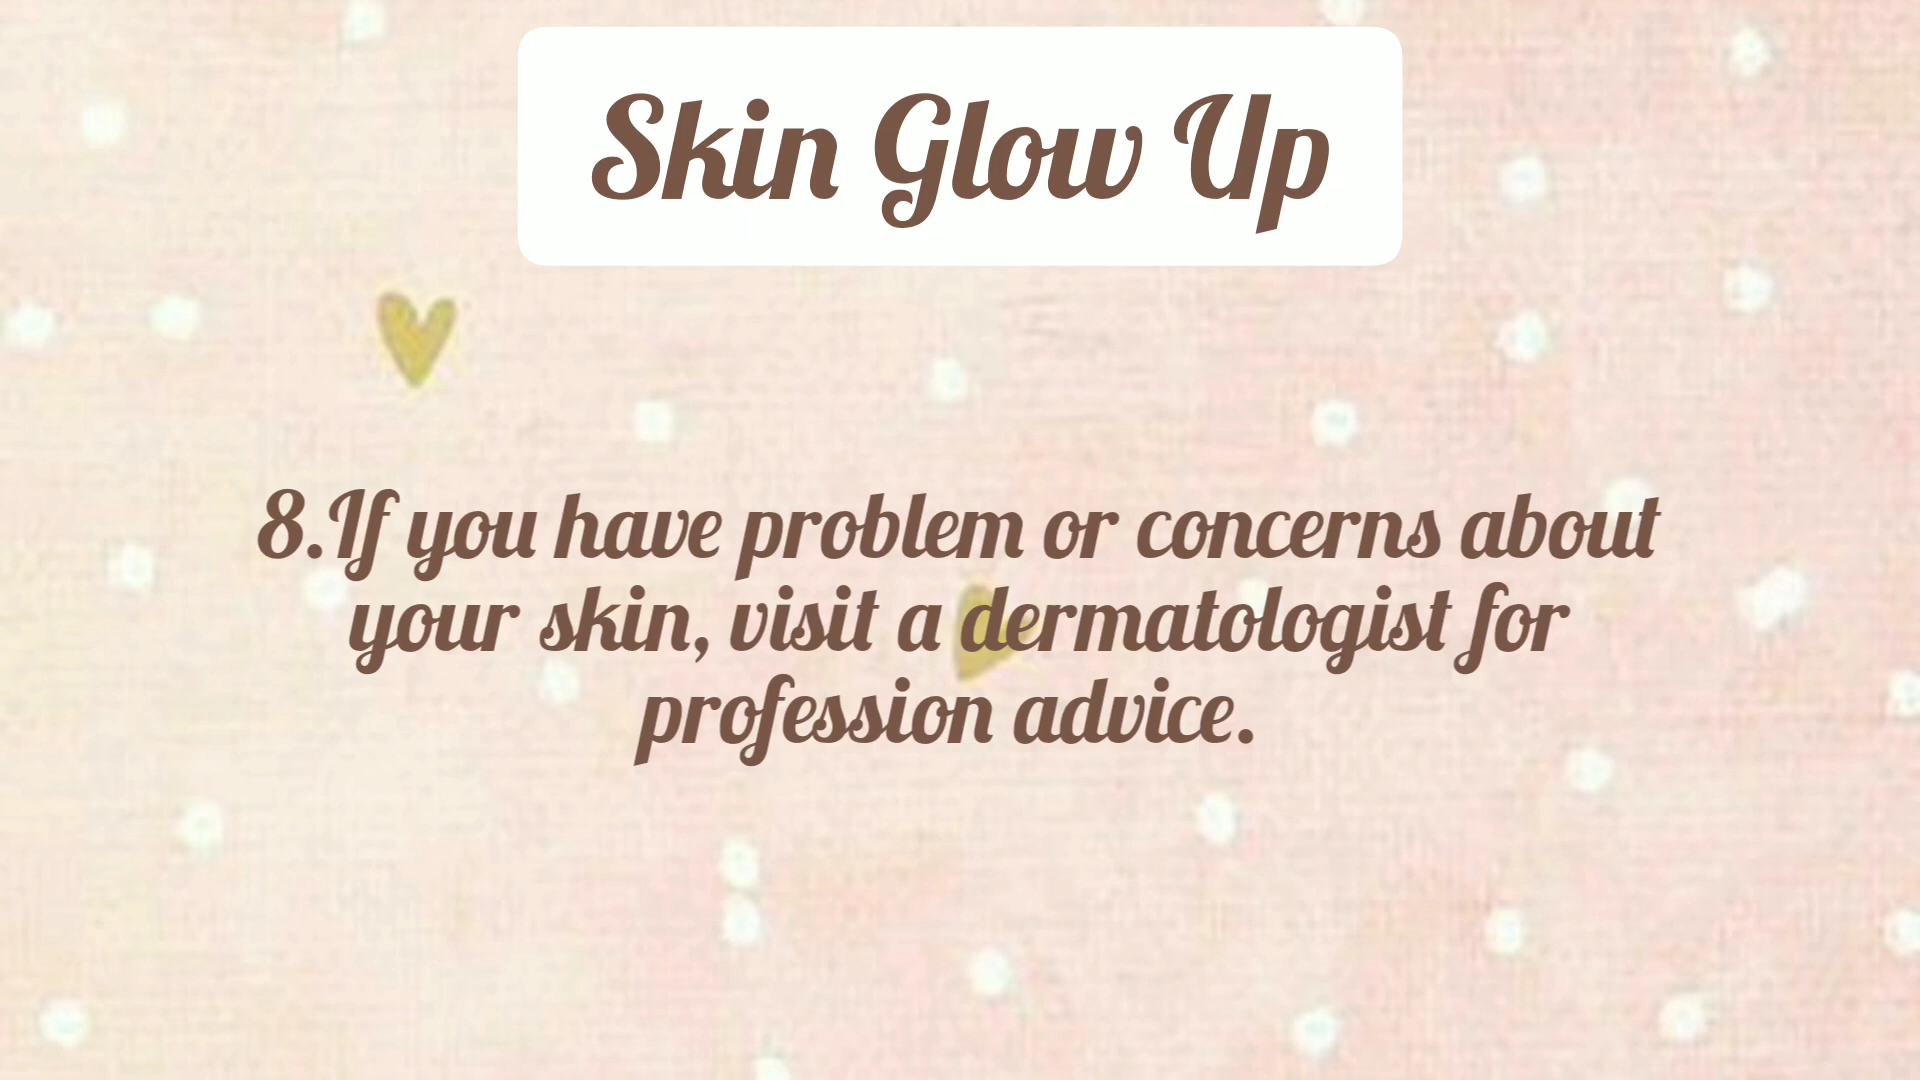 Skin Glow Up
8.If you have problem or concerns about
your skin, visit a dermatologist for
profession advice.